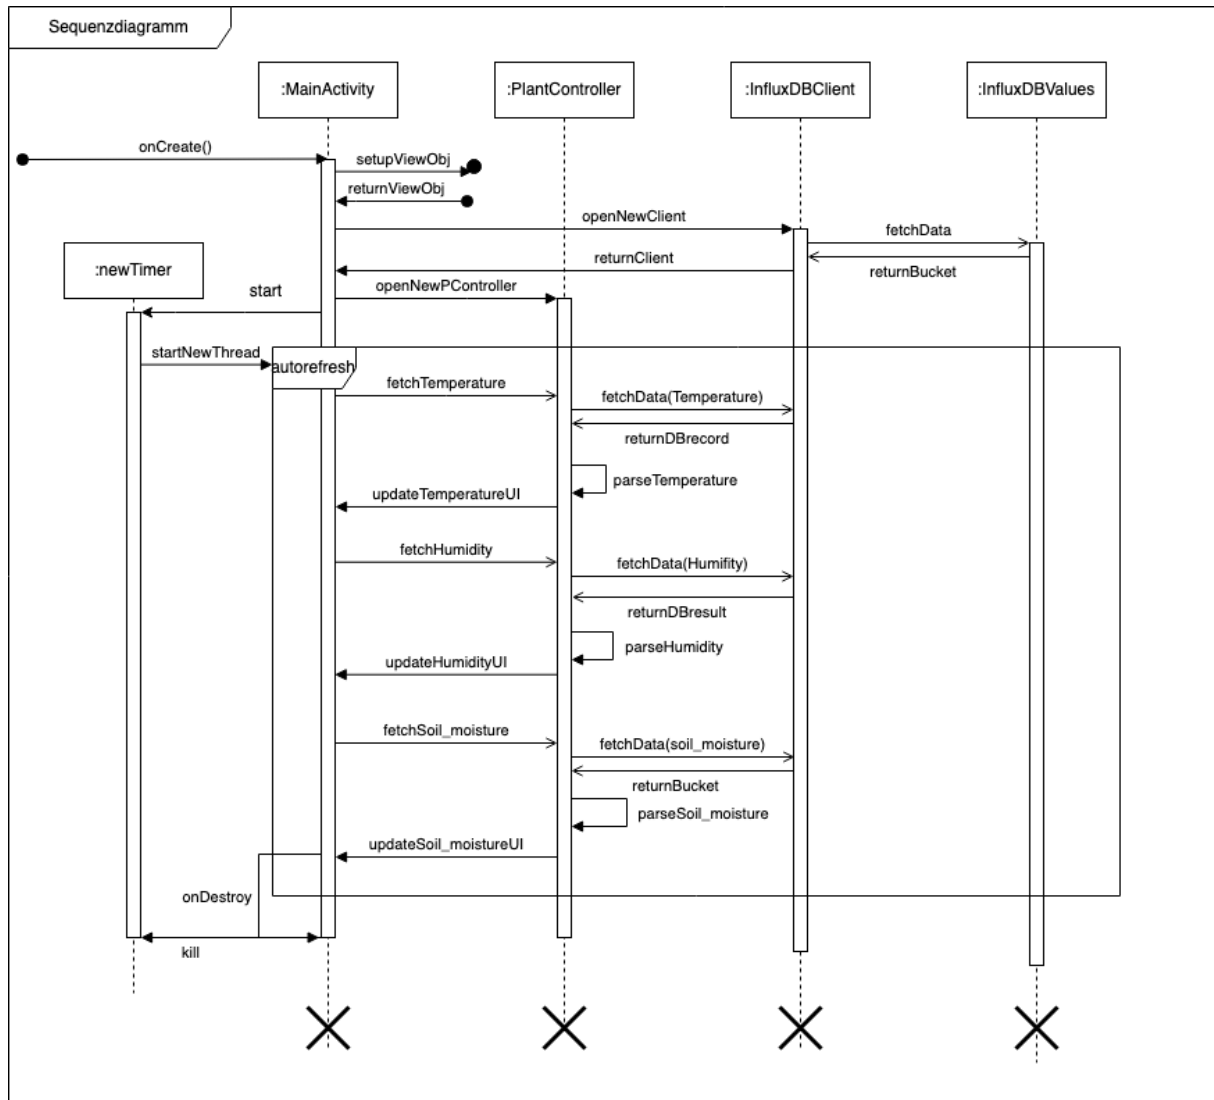 Sequenzdiagramm
:MainActivity
:PlantController
:InfluxDBClient
:InfluxDBValues
onCreate()
setupViewObj
returnViewObj
openNewClient
fetchData
returnClient
returnBucket
:newTimer
openNewPController
start
startNewThread
autorefresh
fetchTemperature
fetchData(Temperature)
returnDBrecord
parseTemperature
updateTemperatureUI
fetchHumidity
fetchData(Humifity)
returnDBresult
parseHumidity
updateHumidityUI
fetchSoil_moisture
fetchData(soil_moisture)
returnBucket
parseSoil_moisture
updateSoil_moistureUI
onDestroy
kill